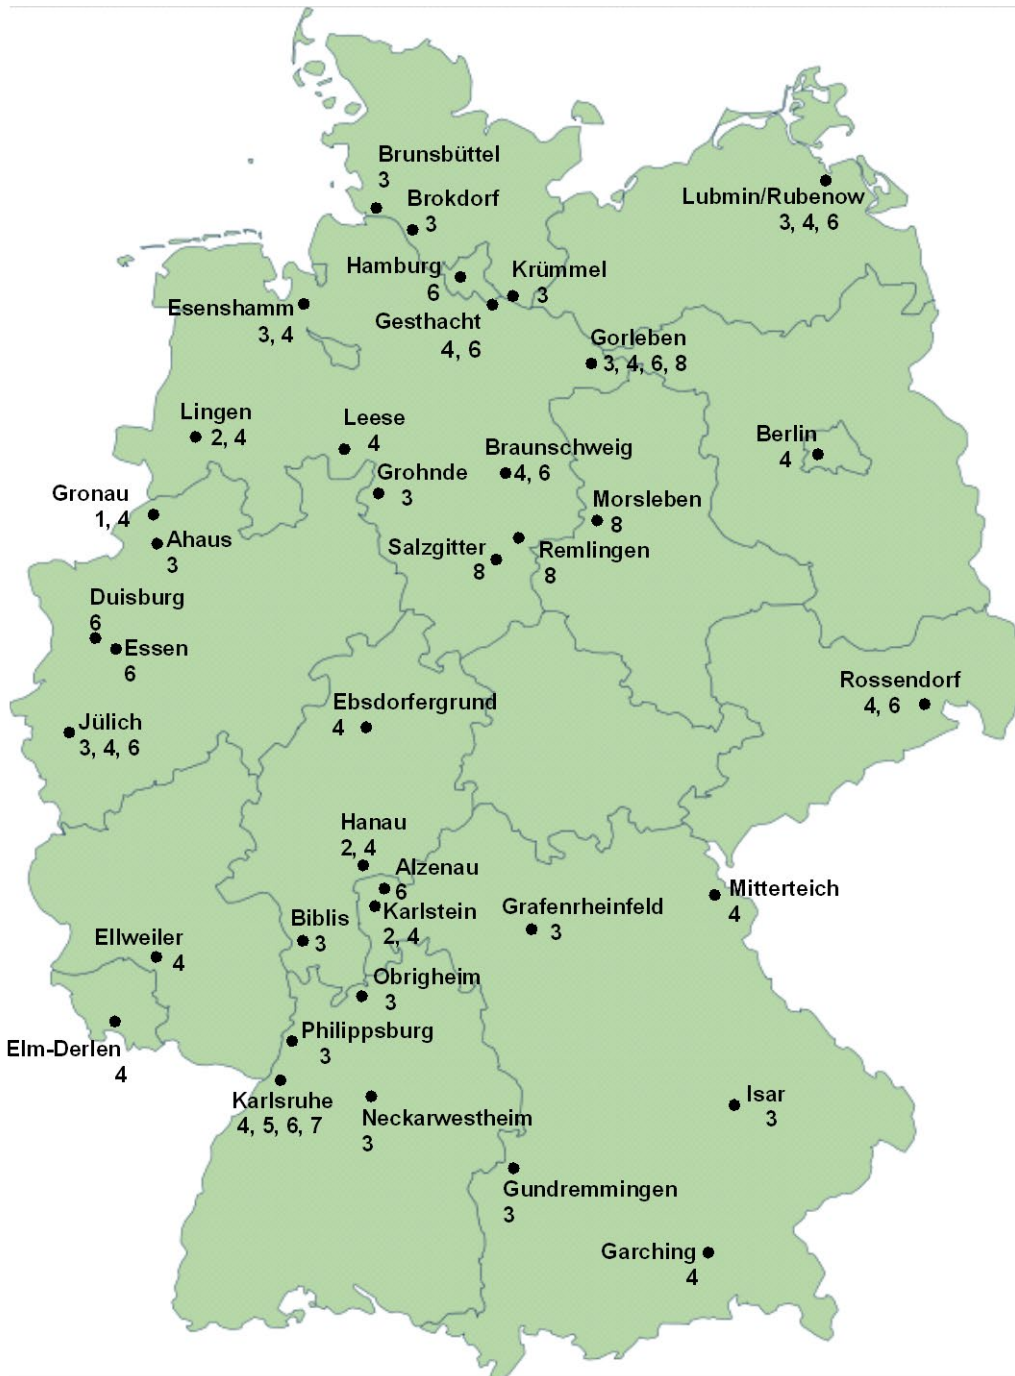 Brunsbüttel
3
Brokdorf
3
Lubmin/Rubenow
3, 4, 6
Hamburg
6
Krümmel
3
Esenshamm
3, 4
Gesthacht
4, 6
Gorleben
3, 4, 6, 8
Lingen
2, 4
Leese
4
Berlin
4
Braunschweig
4, 6
Grohnde
3
Gronau
1, 4
Morsleben
8
Ahaus
3
Salzgitter
8
Remlingen
8
Duisburg
6
Essen
6
Rossendorf
4, 6
Ebsdorfergrund
4
Jülich
3, 4, 6
Hanau
2, 4
Alzenau
6
Mitterteich
4
Karlstein
2, 4
Grafenrheinfeld
3
Biblis
3
Ellweiler
4
Obrigheim
3
Philippsburg
3
Elm-Derlen
4
Karlsruhe
4, 5, 6, 7
Isar
3
Neckarwestheim
3
Gundremmingen
3
Garching
4